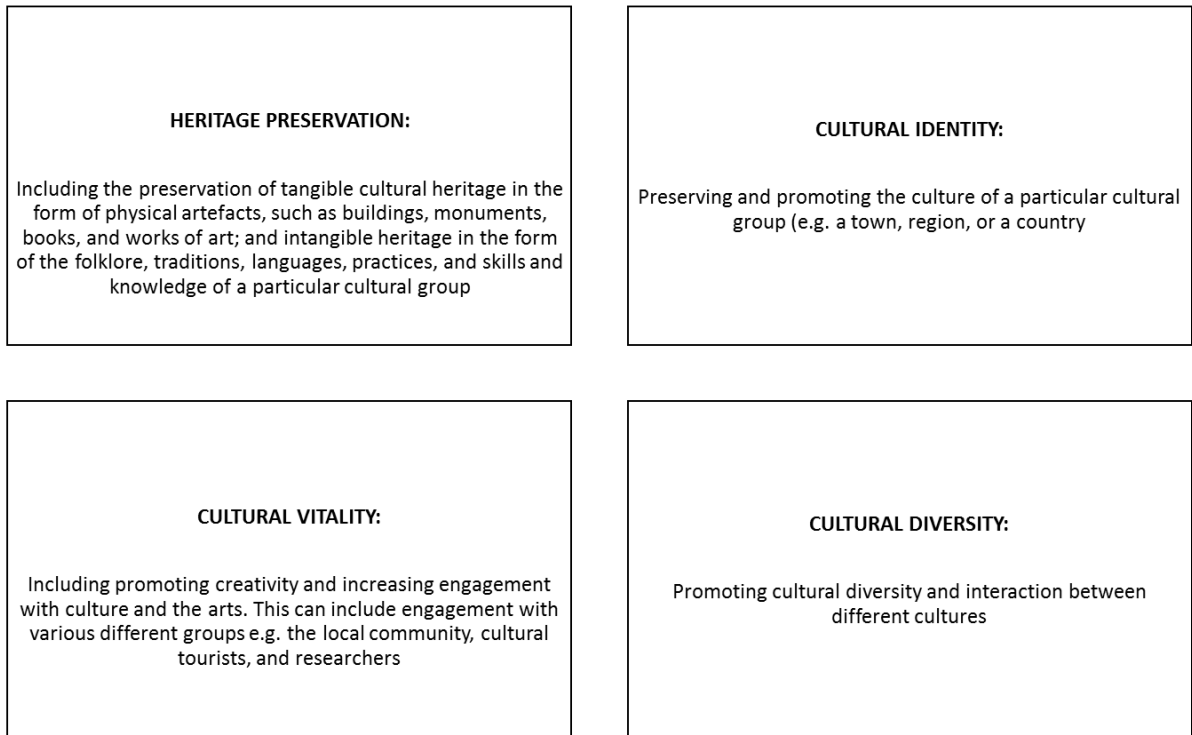 HERITAGE PRESERVATION:
Including the preservation of tangible cultural heritage in the
form of physical artefacts, such as buildings, monuments,
books, and works of art; and intangible heritage in the form
of the folklore, traditions, languages, practices, and skills and
knowledge of a particular cultural group
CULTURAL IDENTITY:
Preserving and promoting the culture of a particular cultural
group (e.g. a town, region, or a country
CULTURAL VITALITY:
Including promoting creativity and increasing engagement
with culture and the arts. This can include engagement with
various different groups e.g. the local community, cultural
tourists, and researchers
CULTURAL DIVERSITY:
Promoting cultural diversity and interaction between
different cultures